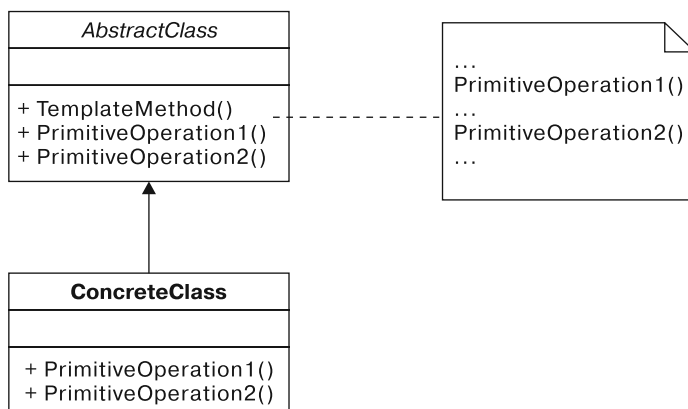 AbstractClass
+ TemplateMethod()
+ PrimitiveOperation1()
+ PrimitiveOperation2()
...
PrimitiveOperation1()
...
PrimitiveOperation2()
...
ConcreteClass
+ PrimitiveOperation1()
+ PrimitiveOperation2()